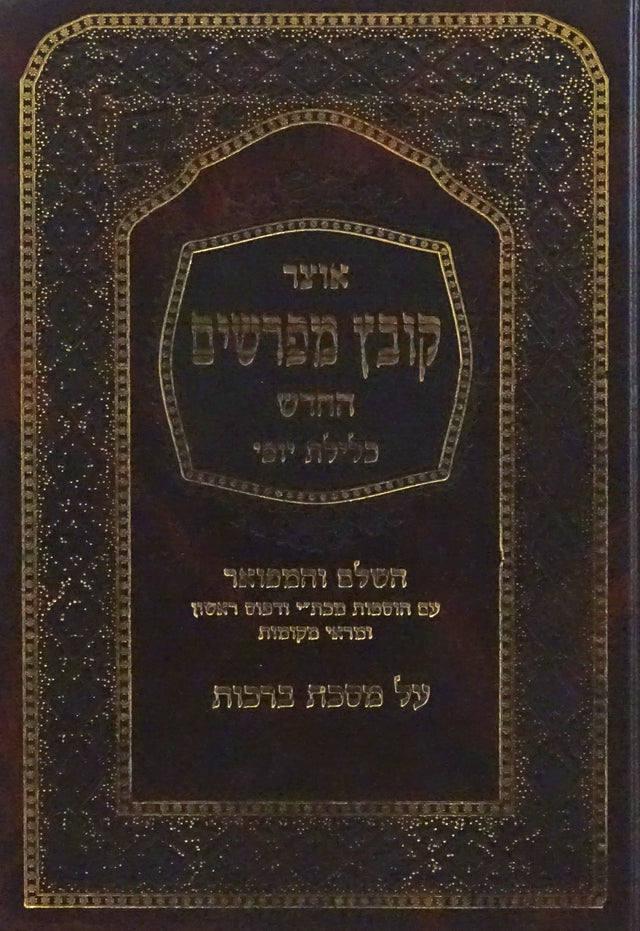 אוצר
קובץ מפרשים
החדש
כלילת יופי
השלם והמפואר
עם הוספות מכת״י ודפוס ראשון
ומראי מקומות
על מסכת ברכות